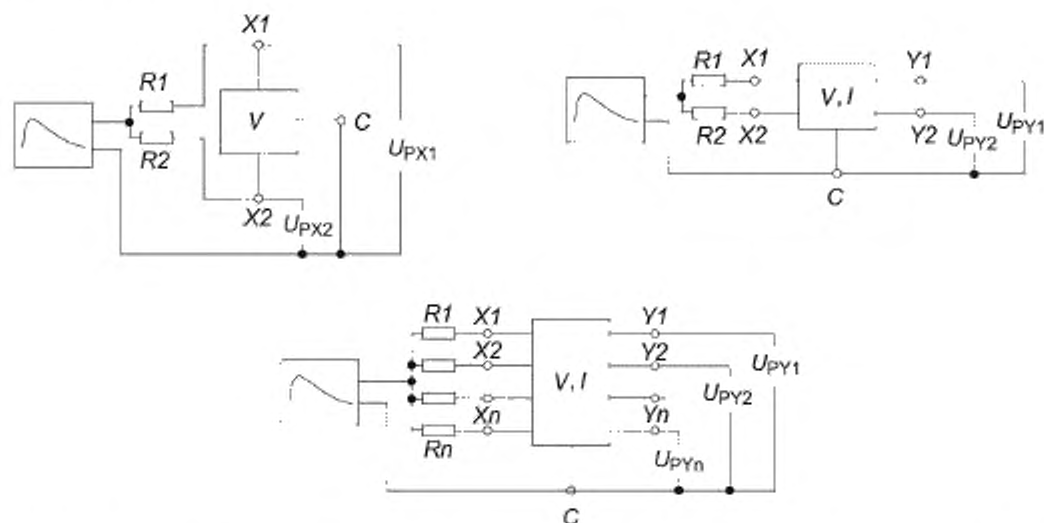 X1
R1
V
C
R2
U_PX1
X2
U_PX2
R1 X1 Y1
V, I
R2 X2 Y2 U_PY2 U_PY1
C
R1 X1 Y1
X2 Y2 U_PY1
V, I U_PY2
Xn Yn
Rn U_PYn
C